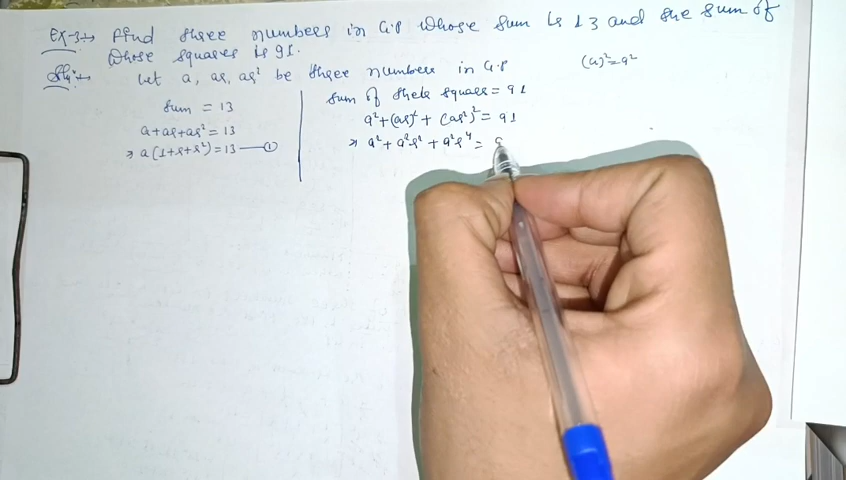 Ex-3→ Find three numbers in G.P whose sum is 13 and the sum of
whose squares is 91.
Solⁿ→ Let a, ar, ar² be three numbers in G.P
(a)²=a²
Sum = 13
a+ar+ar²=13
⇒ a(1+r+r²)=13 —①
Sum of their squares = 91
a²+(ar)²+(ar²)²= 91
⇒ a²+a²r²+a²r⁴= 9